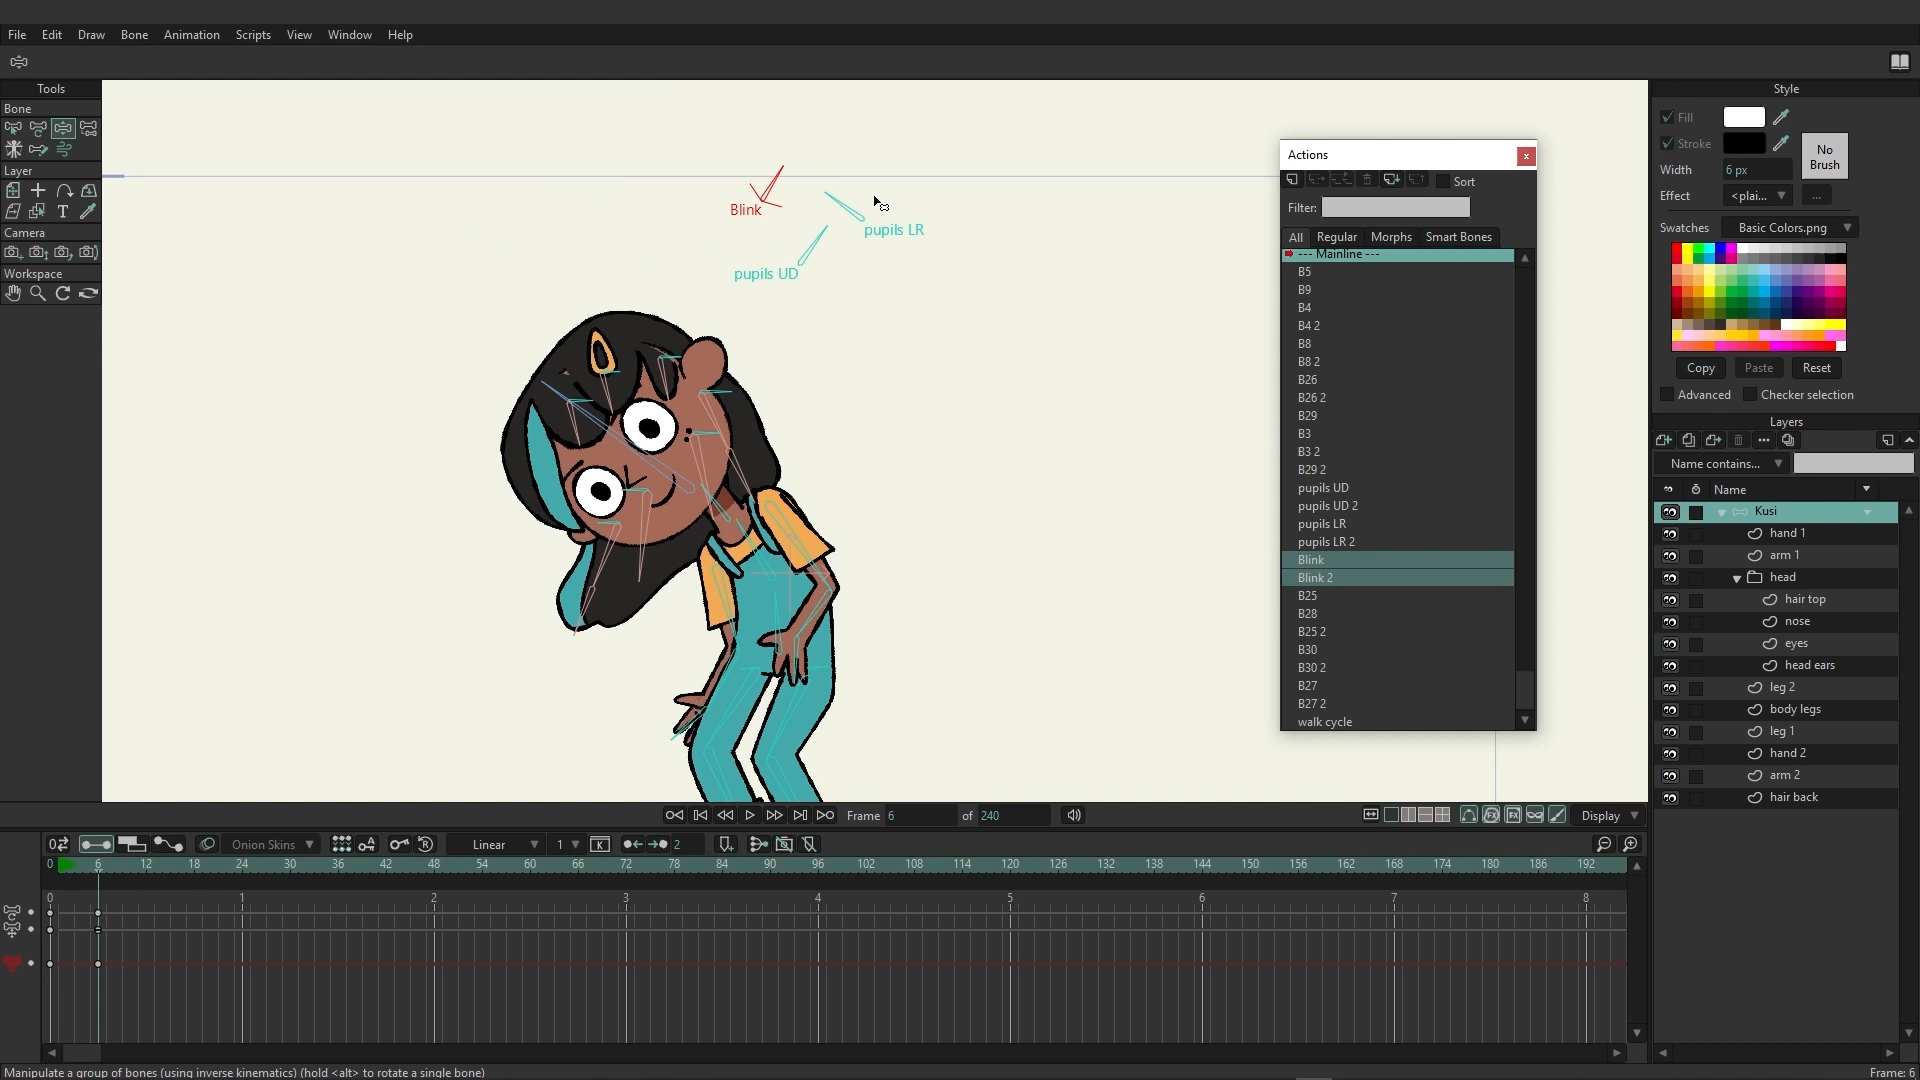 File Edit Draw Bone Animation Scripts View Window Help
Tools
Bone
Layer
T
Camera
Workspace
Blink
pupils LR
pupils UD
Actions
x
Sort
Filter:
All Regular Morphs Smart Bones
--- Mainline ---
B5
B9
B4
B4 2
B8
B8 2
B26
B26 2
B29
B3
B3 2
B29 2
pupils UD
pupils UD 2
pupils LR
pupils LR 2
Blink
Blink 2
B25
B28
B25 2
B30
B30 2
B27
B27 2
walk cycle
Style
Fill
Stroke
No
Brush
Width 6 px
Effect <plai... ...
Swatches Basic Colors.png
Copy Paste Reset
Advanced Checker selection
Layers
Name contains...
Name
Kusi
hand 1
arm 1
head
hair top
nose
eyes
head ears
leg 2
body legs
leg 1
hand 2
arm 2
hair back
Frame 6 of 240
Display
Onion Skins Linear 1 K 2
0 6 12 18 24 30 36 42 48 54 60 66 72 78 84 90 96 102 108 114 120 126 132 138 144 150 156 162 168 174 180 186 192
0 1 2 3 4 5 6 7 8
Manipulate a group of bones (using inverse kinematics) (hold <alt> to rotate a single bone)
Frame: 6